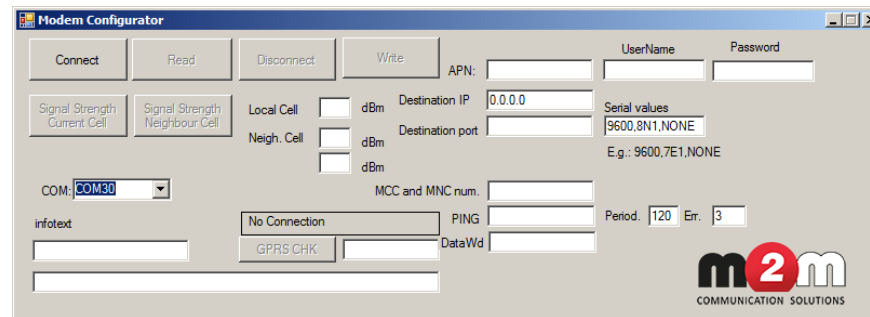 Modem Configurator
Connect
Read
Disconnect
Write
APN:
UserName
Password
Signal Strength
Current Cell
Signal Strength
Neighbour Cell
Local Cell
dBm
Neigh. Cell
dBm
dBm
Destination IP
0.0.0.0
Destination port
Serial values
9600,8N1,NONE
E.g.: 9600,7E1,NONE
COM:
COM30
MCC and MNC num.
infotext
No Connection
PING
Period.
120
Err.
3
GPRS CHK
DataWd
m2m
COMMUNICATION SOLUTIONS